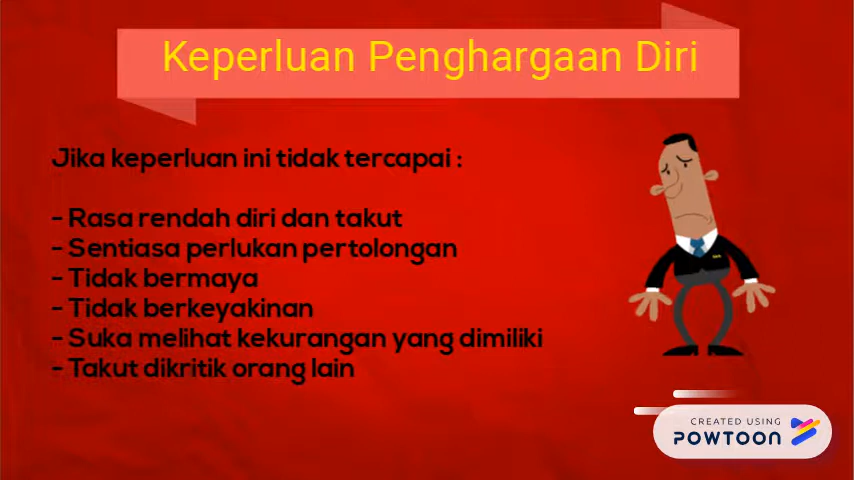 Keperluan Penghargaan Diri
Jika keperluan ini tidak tercapai :
- Rasa rendah diri dan takut
- Sentiasa perlukan pertolongan
- Tidak bermaya
- Tidak berkeyakinan
- Suka melihat kekurangan yang dimiliki
- Takut dikritik orang lain
CREATED USING
POWTOON